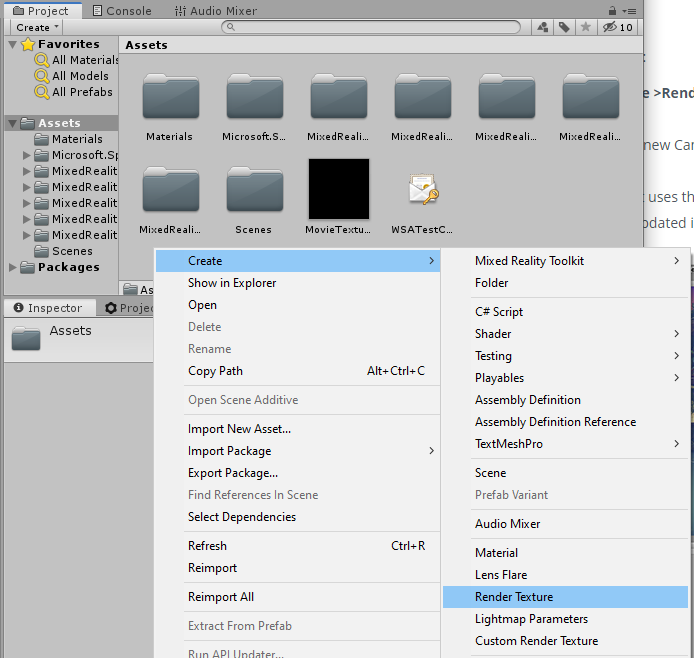 Project Console Audio Mixer
Create
10
Favorites
All Materials
All Models
All Prefabs
Assets
Materials
Microsoft.Sp
MixedRealit
MixedRealit
MixedRealit
MixedRealit
MixedRealit
Scenes
Packages
Assets
Materials Microsoft.S... MixedReali... MixedReali... MixedReali... MixedReali...
MixedReali... Scenes MovieTextu... WSATestC...
As
Inspector Projec
Assets
Create
Show in Explorer
Open
Delete
Rename
Copy Path Alt+Ctrl+C
Open Scene Additive
Import New Asset...
Import Package
Export Package...
Find References In Scene
Select Dependencies
Refresh Ctrl+R
Reimport
Reimport All
Extract From Prefab
Run API Updater...
Mixed Reality Toolkit
Folder
C# Script
Shader
Testing
Playables
Assembly Definition
Assembly Definition Reference
TextMeshPro
Scene
Prefab Variant
Audio Mixer
Material
Lens Flare
Render Texture
Lightmap Parameters
Custom Render Texture
e >Rend
new Car
t uses th
pdated i